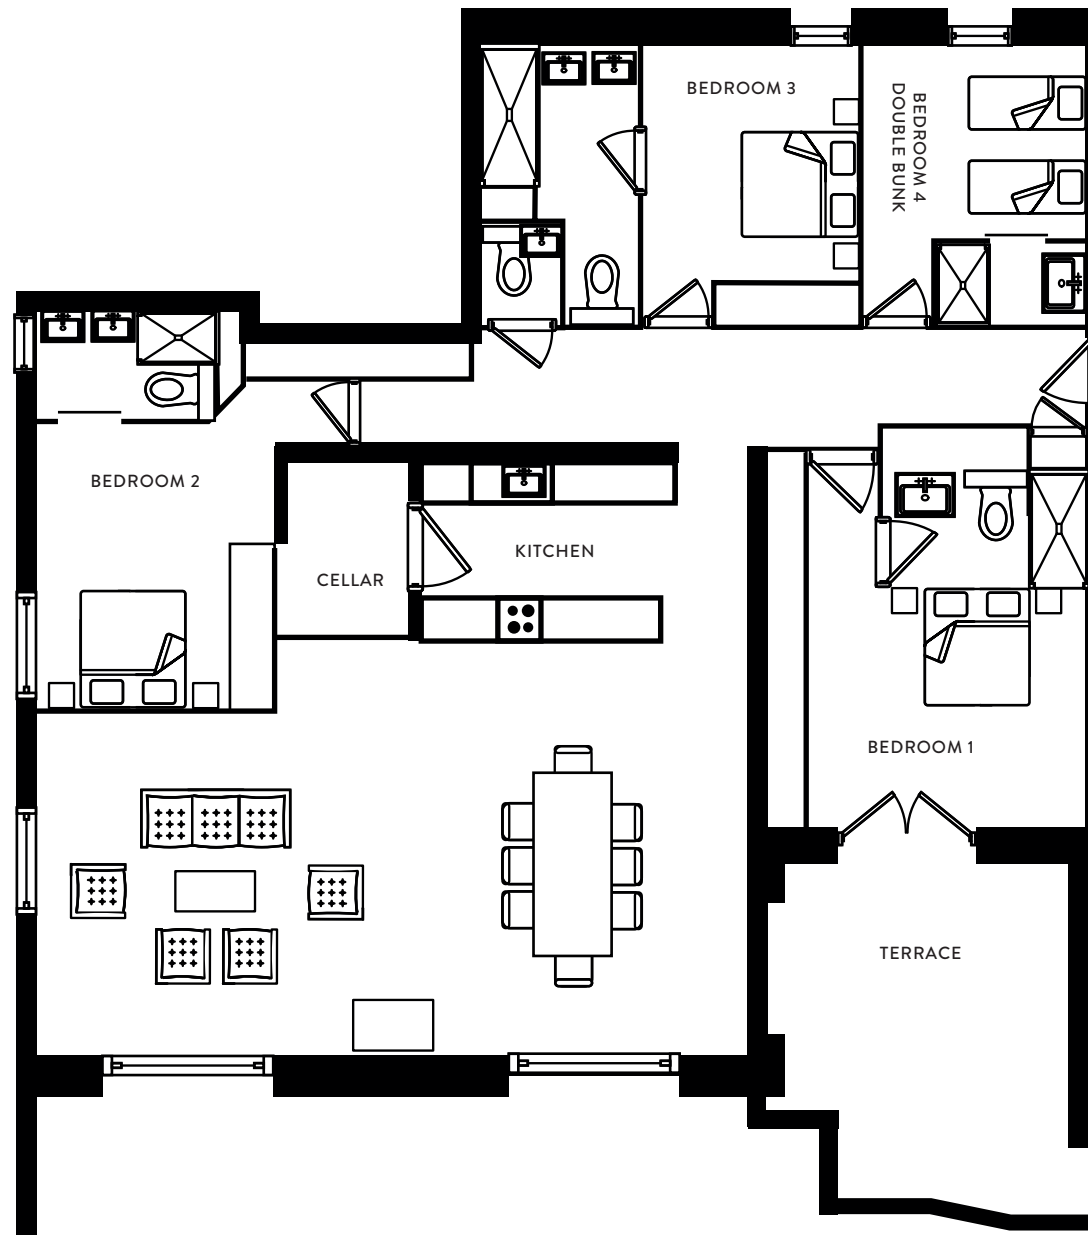 BEDROOM 3
BEDROOM 4
DOUBLE BUNK
BEDROOM 2
KITCHEN
CELLAR
BEDROOM 1
TERRACE